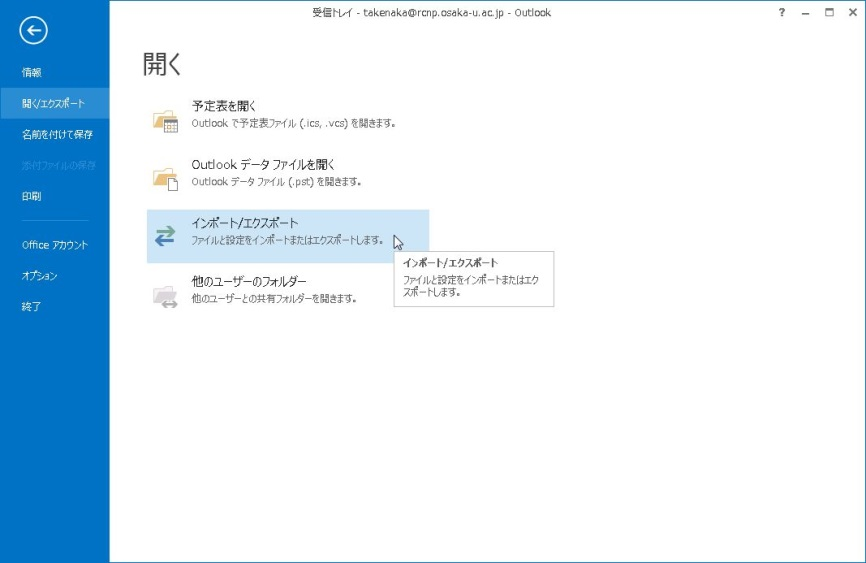 受信トレイ - takenaka@rcnp.osaka-u.ac.jp - Outlook
?
情報
開く/エクスポート
名前を付けて保存
添付ファイルの保存
印刷
Office アカウント
オプション
終了
開く
予定表を開く
Outlook で予定表ファイル (.ics, .vcs) を開きます。
Outlook データ ファイルを開く
Outlook データ ファイル (.pst) を開きます。
インポート/エクスポート
ファイルと設定をインポートまたはエクスポートします。
インポート/エクスポート
ファイルと設定をインポートまたはエク
スポートします。
他のユーザーのフォルダー
他のユーザーとの共有フォルダーを開きます。